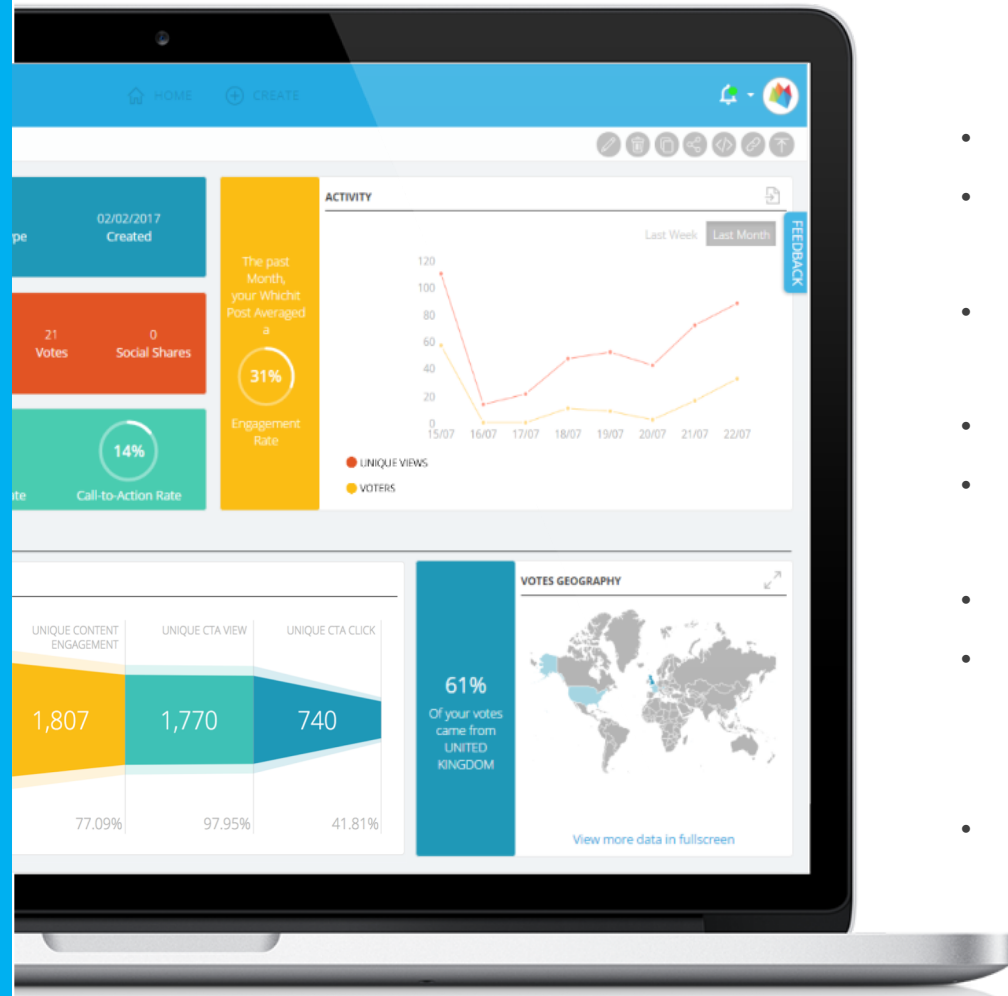 HOME
CREATE
ACTIVITY
Last Week
Last Month
FEEDBACK
pe
02/02/2017
Created
21
Votes
0
Social Shares
14%
Call-to-Action Rate
The past
Month,
your Whichit
Post Averaged
a
31%
Engagement
Rate
120
100
80
60
40
20
0
15/07 16/07 17/07 18/07 19/07 20/07 21/07 22/07
UNIQUE VIEWS
VOTERS
UNIQUE CONTENT
ENGAGEMENT
UNIQUE CTA VIEW
UNIQUE CTA CLICK
1,807
1,770
740
77.09%
97.95%
41.81%
61%
Of your votes
came from
UNITED
KINGDOM
VOTES GEOGRAPHY
View more data in fullscreen